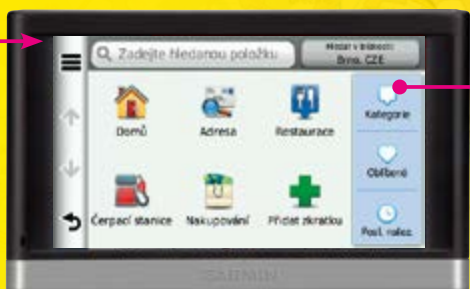 Zadejte hledanou položku
Hledat v blízkosti
Brno, CZE
Domů
Adresa
Restaurace
Kategorie
Oblíbené
Čerpací stanice
Nakupování
Přidat zkratku
Posl. nalez.
GARMIN